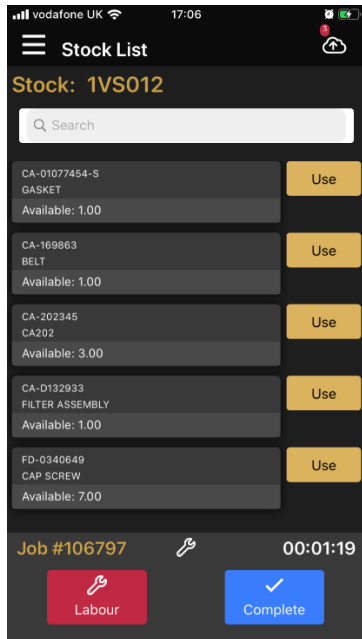 vodafone UK 17:06
3
Stock List
Stock: 1VS012
Search
CA-01077454-S
GASKET
Available: 1.00
Use
CA-169863
BELT
Available: 1.00
Use
CA-202345
CA202
Available: 3.00
Use
CA-D132933
FILTER ASSEMBLY
Available: 1.00
Use
FD-0340649
CAP SCREW
Available: 7.00
Use
Job #106797 00:01:19
Labour
Complete